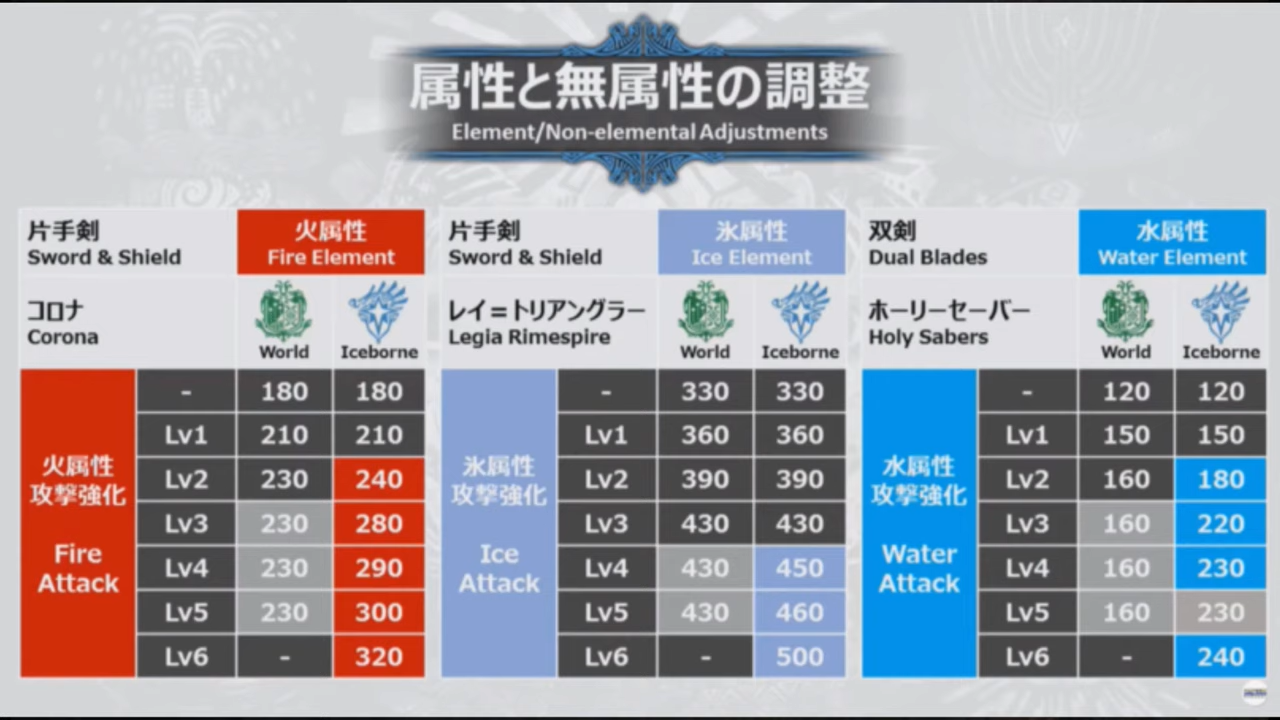 属性と無属性の調整
Element/Non-elemental Adjustments
片手剣
Sword & Shield
火属性
Fire Element
コロナ
Corona
World
Iceborne
火属性
攻撃強化
Fire
Attack
- 180 180
Lv1 210 210
Lv2 230 240
Lv3 230 280
Lv4 230 290
Lv5 230 300
Lv6 - 320
片手剣
Sword & Shield
氷属性
Ice Element
レイ=トリアングラー
Legia Rimespire
World
Iceborne
氷属性
攻撃強化
Ice
Attack
- 330 330
Lv1 360 360
Lv2 390 390
Lv3 430 430
Lv4 430 450
Lv5 430 460
Lv6 - 500
双剣
Dual Blades
水属性
Water Element
ホーリーセーバー
Holy Sabers
World
Iceborne
水属性
攻撃強化
Water
Attack
- 120 120
Lv1 150 150
Lv2 160 180
Lv3 160 220
Lv4 160 230
Lv5 160 230
Lv6 - 240